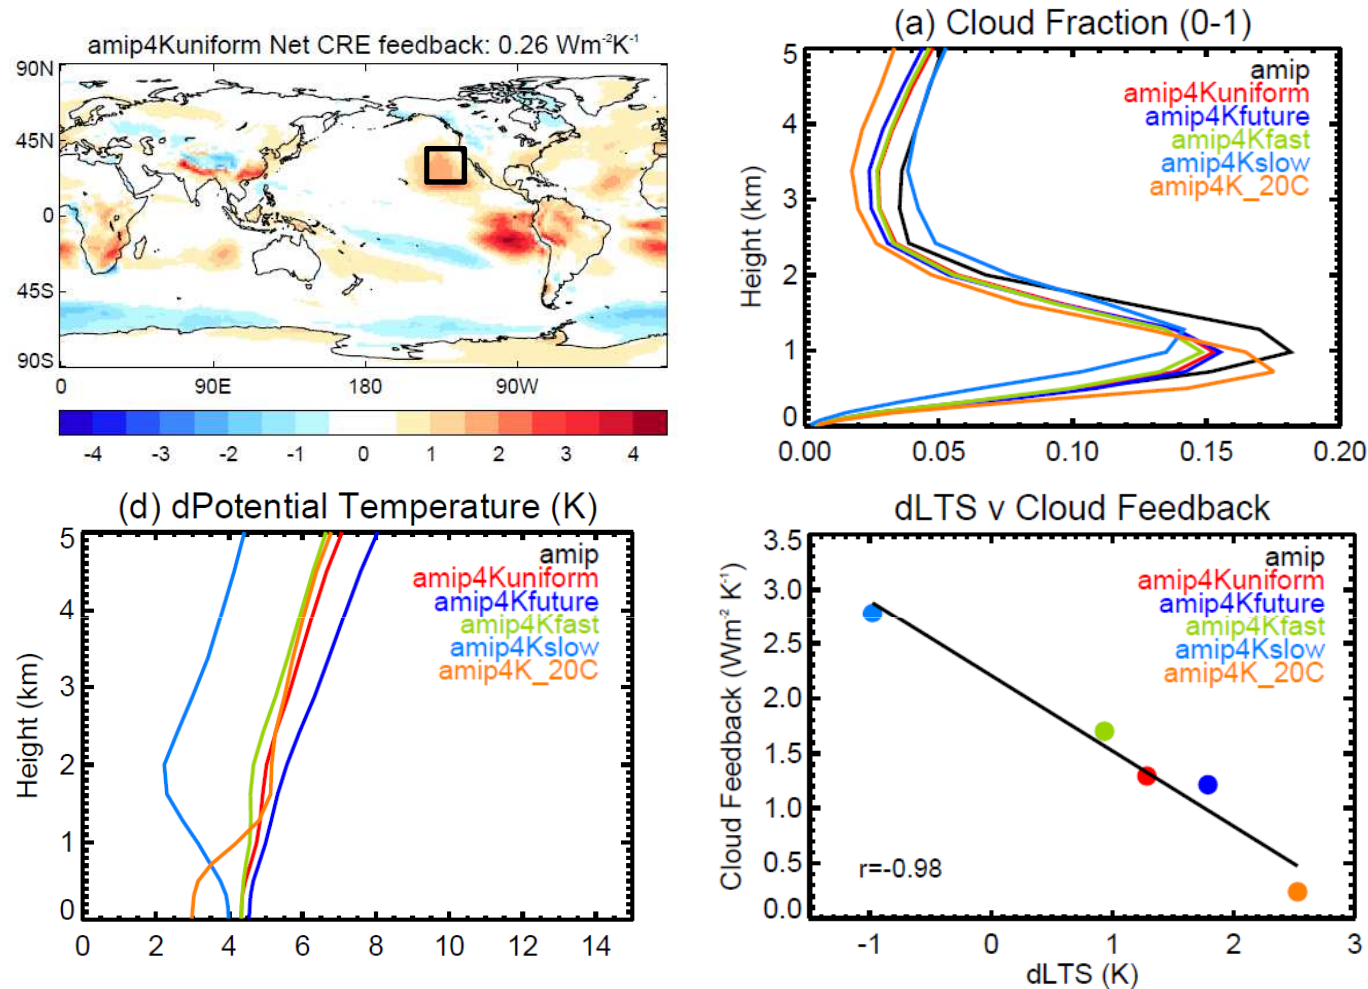 amip4Kuniform Net CRE feedback: 0.26 Wm⁻²K⁻¹
90N
45N
0
45S
90S
0 90E 180 90W
-4 -3 -2 -1 0 1 2 3 4
(a) Cloud Fraction (0-1)
amip
amip4Kuniform
amip4Kfuture
amip4Kfast
amip4Kslow
amip4K_20C
Height (km)
5
4
3
2
1
0
0.00 0.05 0.10 0.15 0.20
(d) dPotential Temperature (K)
amip
amip4Kuniform
amip4Kfuture
amip4Kfast
amip4Kslow
amip4K_20C
Height (km)
5
4
3
2
1
0
0 2 4 6 8 10 12 14
dLTS v Cloud Feedback
amip
amip4Kuniform
amip4Kfuture
amip4Kfast
amip4Kslow
amip4K_20C
Cloud Feedback (Wm⁻² K⁻¹)
3.5
3.0
2.5
2.0
1.5
1.0
0.5
0.0
r=-0.98
-1 0 1 2 3
dLTS (K)